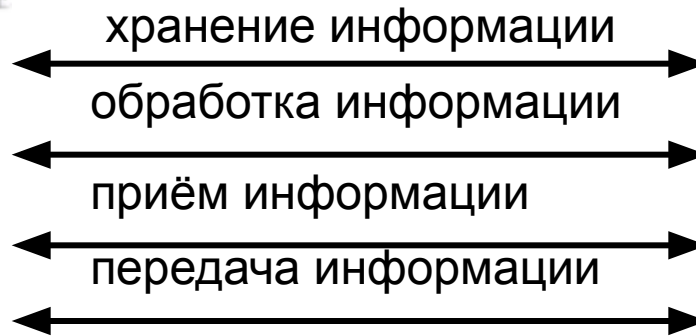 хранение информации
обработка информации
приём информации
передача информации